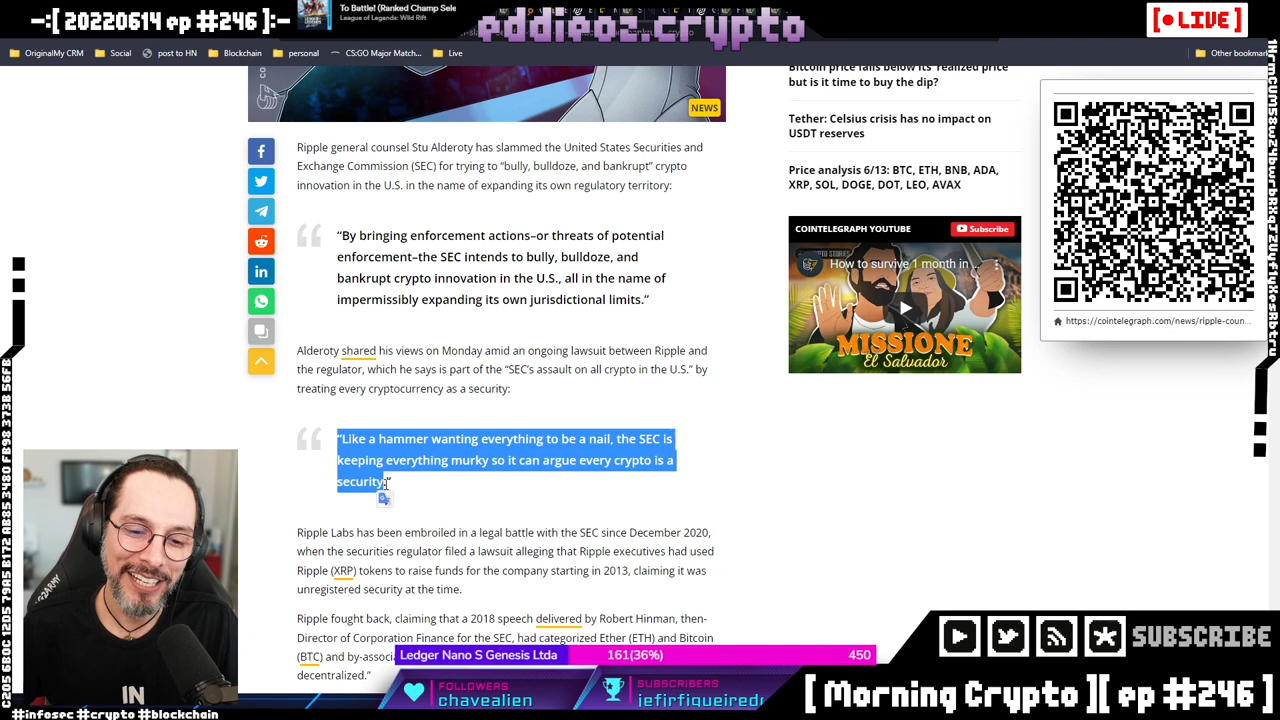 -:[ 20220614 ep #246]:-
To Battle! (Ranked Champ Sele
League of Legends: Wild Rift
eddieoz.crypto
[●LIVE]
OriginalMy CRM
Social
post to HN
Blockchain
personal
CS:GO Major Match...
Live
Other bookmar
NEWS
Ripple general counsel Stu Alderoty has slammed the United States Securities and
Exchange Commission (SEC) for trying to “bully, bulldoze, and bankrupt” crypto
innovation in the U.S. in the name of expanding its own regulatory territory:
“By bringing enforcement actions–or threats of potential
enforcement–the SEC intends to bully, bulldoze, and
bankrupt crypto innovation in the U.S., all in the name of
impermissibly expanding its own jurisdictional limits.”
Alderoty shared his views on Monday amid an ongoing lawsuit between Ripple and
the regulator, which he says is part of the “SEC’s assault on all crypto in the U.S.” by
treating every cryptocurrency as a security:
“Like a hammer wanting everything to be a nail, the SEC is
keeping everything murky so it can argue every crypto is a
security.”
Ripple Labs has been embroiled in a legal battle with the SEC since December 2020,
when the securities regulator filed a lawsuit alleging that Ripple executives had used
Ripple (XRP) tokens to raise funds for the company starting in 2013, claiming it was
unregistered security at the time.
Ripple fought back, claiming that a 2018 speech delivered by Robert Hinman, then-
Director of Corporation Finance for the SEC, had categorized Ether (ETH) and Bitcoin
(BTC) and by-associ
decentralized.”
Bitcoin price falls below its 'realized price'
but is it time to buy the dip?
Tether: Celsius crisis has no impact on
USDT reserves
Price analysis 6/13: BTC, ETH, BNB, ADA,
XRP, SOL, DOGE, DOT, LEO, AVAX
COINTELEGRAPH YOUTUBE
Subscribe
How to survive 1 month in ...
MISSIONE
El Salvador
https://cointelegraph.com/news/ripple-coun...
Ledger Nano S Genesis Ltda
161(36%)
450
FOLLOWERS
chavealien
SUBSCRIBERS
jefjrfigueiredo
SUBSCRIBE
[ Morning Crypto ][ ep #246 ]
IN
#infosec #crypto #blockchain